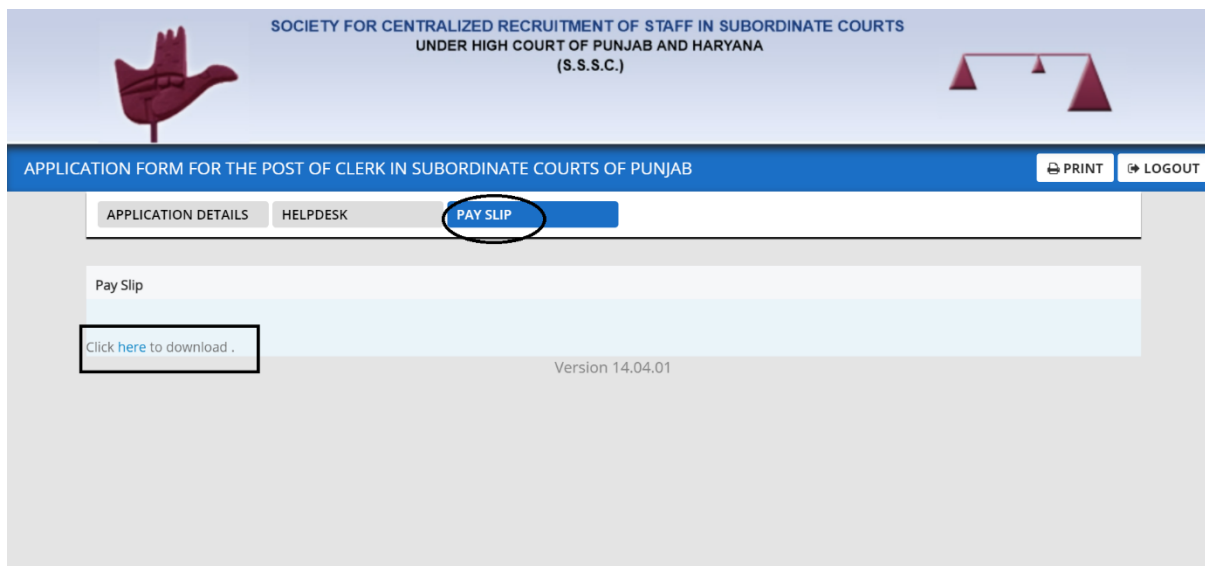 SOCIETY FOR CENTRALIZED RECRUITMENT OF STAFF IN SUBORDINATE COURTS
UNDER HIGH COURT OF PUNJAB AND HARYANA
(S.S.S.C.)
APPLICATION FORM FOR THE POST OF CLERK IN SUBORDINATE COURTS OF PUNJAB
PRINT
LOGOUT
APPLICATION DETAILS
HELPDESK
PAY SLIP
Pay Slip
Click here to download .
Version 14.04.01